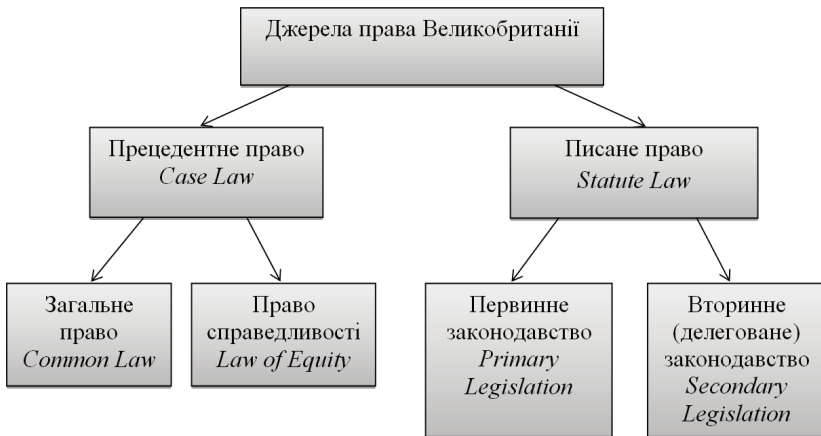 Джерела права Великобританії
Прецедентне право
Case Law
Писане право
Statute Law
Загальне
право
Common Law
Право
справедливості
Law of Equity
Первинне
законодавство
Primary
Legislation
Вторинне
(делеговане)
законодавство
Secondary
Legislation